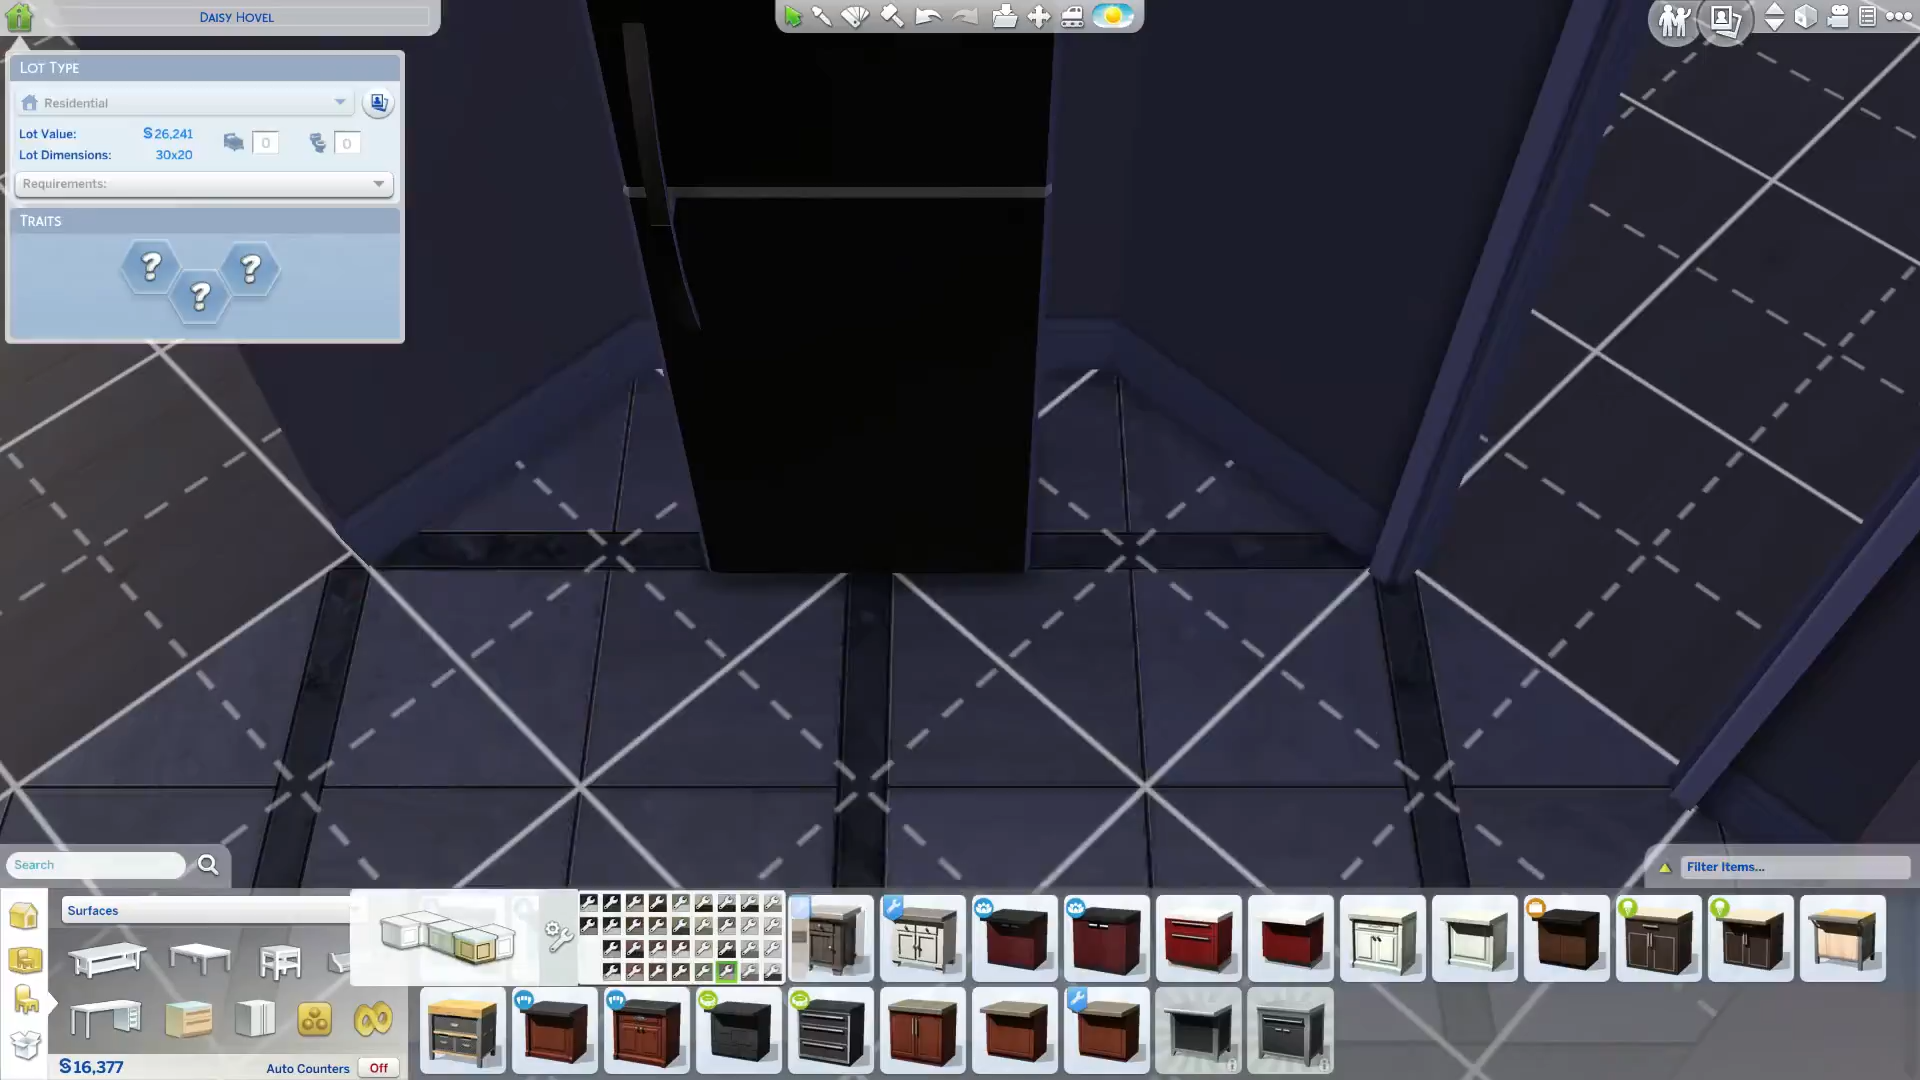 Daisy Hovel
Lot Type
Residential
Lot Value: §26,241 0 0
Lot Dimensions: 30x20
Requirements:
Traits
? ? ?
Search
Filter Items...
Surfaces
§16,377
Auto Counters Off